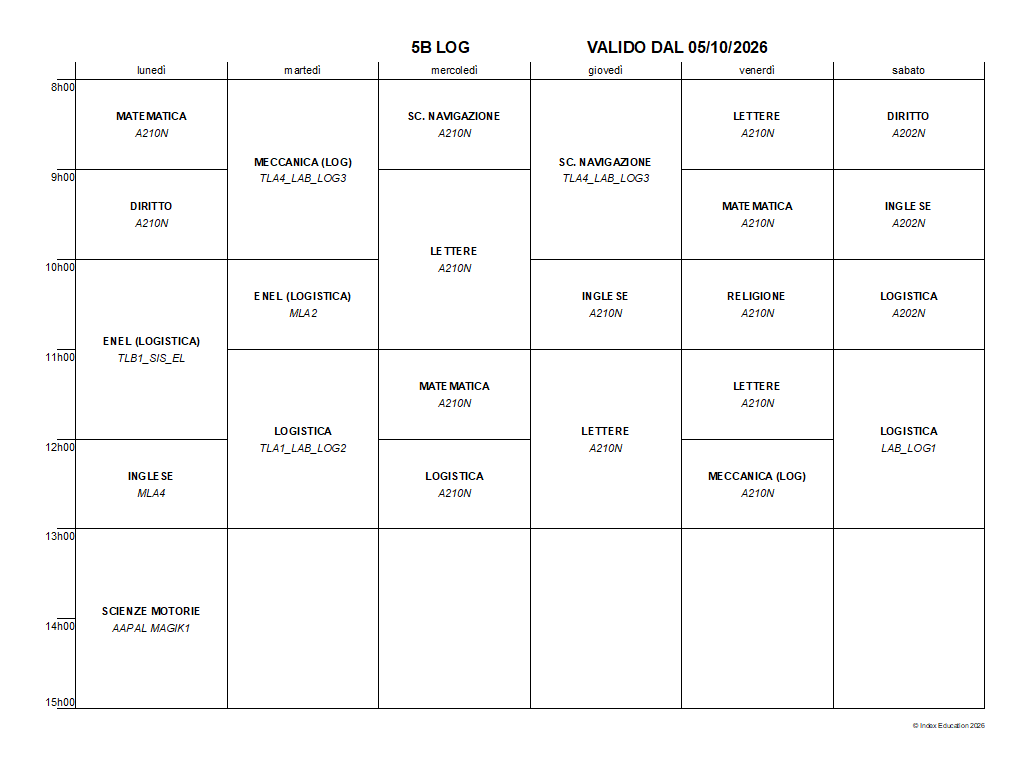 5B LOG VALIDO DAL 05/10/2026
lunedì martedì mercoledì giovedì venerdì sabato
8h00
MATEMATICA
A210N
MECCANICA (LOG)
TLA4_LAB_LOG3
SC. NAVIGAZIONE
A210N
SC. NAVIGAZIONE
TLA4_LAB_LOG3
LETTERE
A210N
DIRITTO
A202N
9h00
DIRITTO
A210N
LETTERE
A210N
MATEMATICA
A210N
INGLESE
A202N
10h00
ENEL (LOGISTICA)
TLB1_SIS_EL
ENEL (LOGISTICA)
MLA2
INGLESE
A210N
RELIGIONE
A210N
LOGISTICA
A202N
11h00
LOGISTICA
TLA1_LAB_LOG2
MATEMATICA
A210N
LETTERE
A210N
LETTERE
A210N
LOGISTICA
LAB_LOG1
12h00
INGLESE
MLA4
LOGISTICA
A210N
MECCANICA (LOG)
A210N
13h00
SCIENZE MOTORIE
AAPAL MAGIK1
14h00
15h00
© Index Education 2026